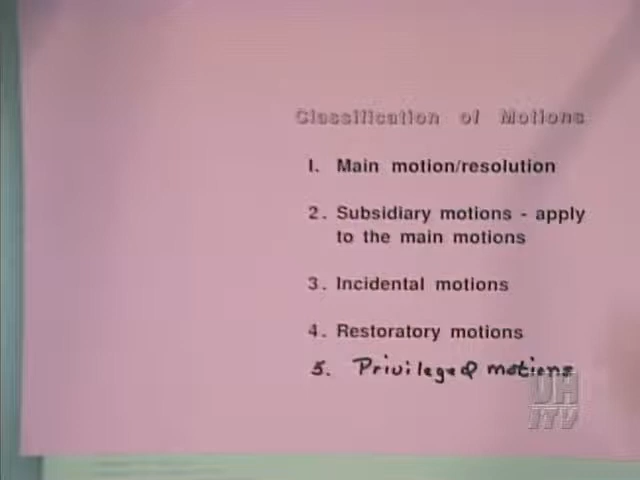 Classification of Motions
1. Main motion/resolution
2. Subsidiary motions - apply
to the main motions
3. Incidental motions
4. Restoratory motions
5. Privileged motions
UH
ITV